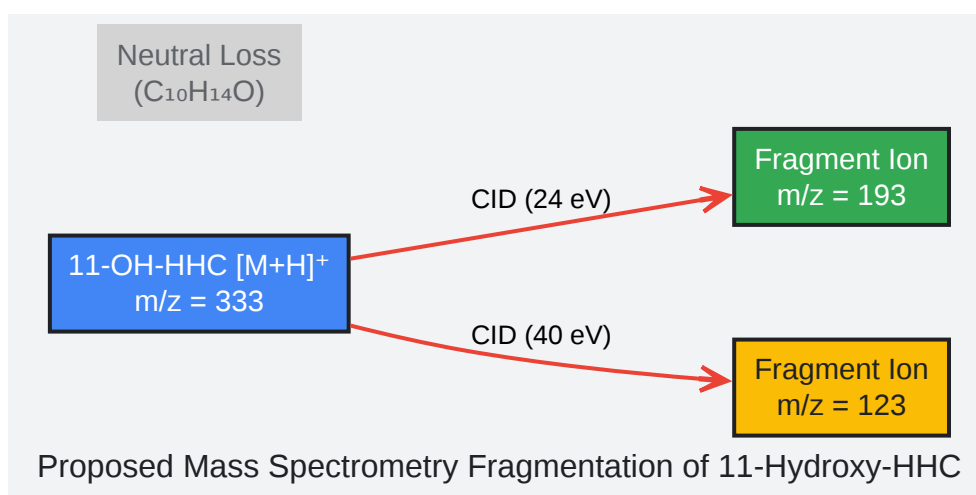 Neutral Loss
(C₁₀H₁₄O)
Fragment Ion
m/z = 193
CID (24 eV)
11-OH-HHC [M+H]⁺
m/z = 333
CID (40 eV)
Fragment Ion
m/z = 123
Proposed Mass Spectrometry Fragmentation of 11-Hydroxy-HHC